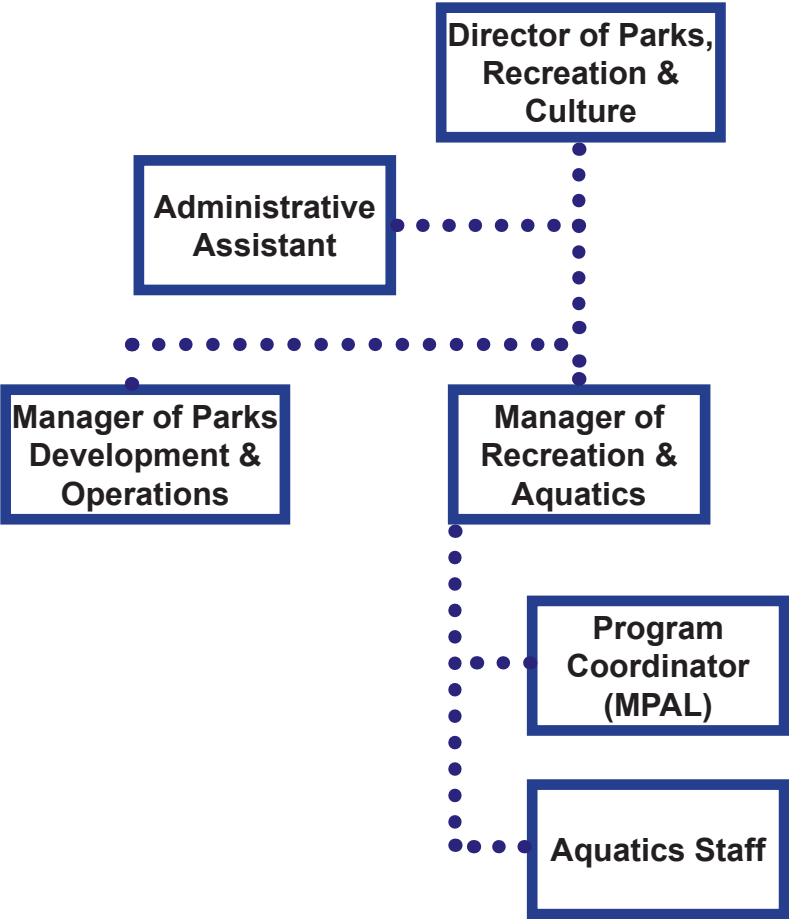 Director of Parks,
Recreation &
Culture
Administrative
Assistant
Manager of Parks
Development &
Operations
Manager of
Recreation &
Aquatics
Program
Coordinator
(MPAL)
Aquatics Staff